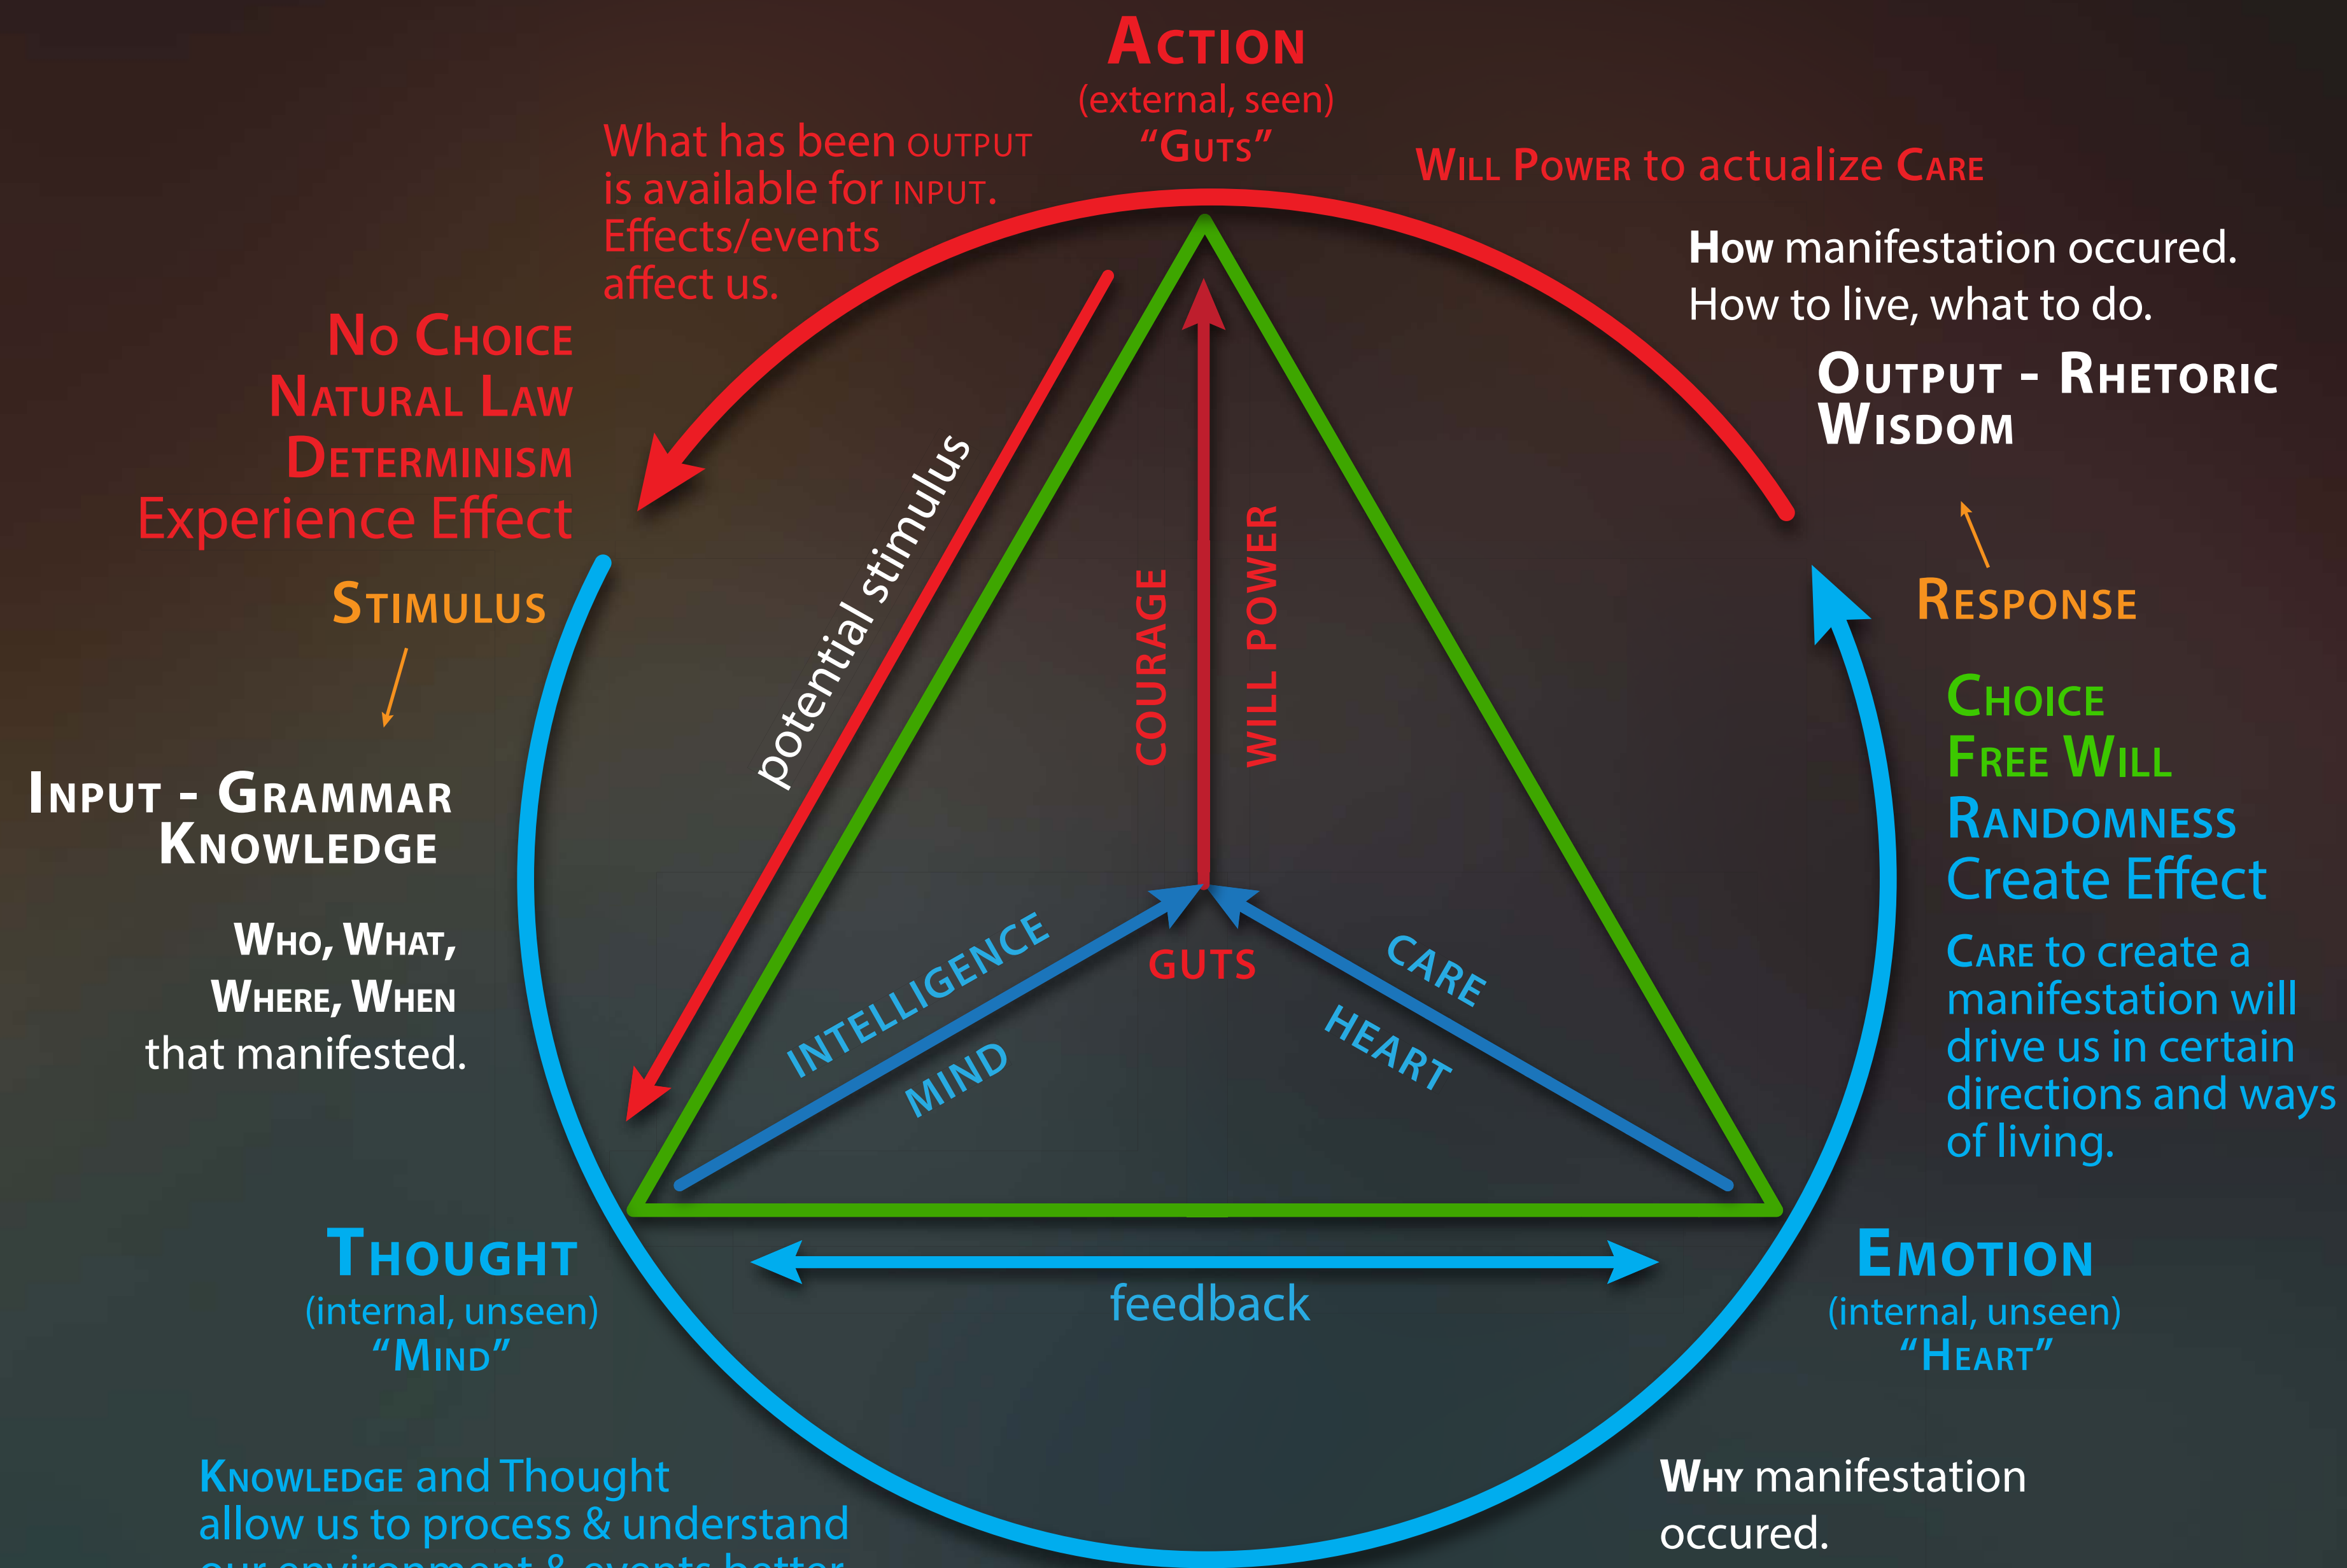 ACTION
(external, seen)
“GUTS”
What has been OUTPUT
is available for INPUT.
Effects/events
affect us.
WILL POWER to actualize CARE
HOW manifestation occured.
How to live, what to do.
OUTPUT - RHETORIC
WISDOM
NO CHOICE
NATURAL LAW
DETERMINISM
Experience Effect
STIMULUS
RESPONSE
potential stimulus
COURAGE
WILL POWER
CHOICE
FREE WILL
RANDOMNESS
Create Effect
INPUT - GRAMMAR
KNOWLEDGE
WHO, WHAT,
WHERE, WHEN
that manifested.
INTELLIGENCE
MIND
GUTS
CARE
HEART
CARE to create a
manifestation will
drive us in certain
directions and ways
of living.
THOUGHT
(internal, unseen)
“MIND”
feedback
EMOTION
(internal, unseen)
“HEART”
KNOWLEDGE and Thought
allow us to process & understand
our environment & events better
WHY manifestation
occured.